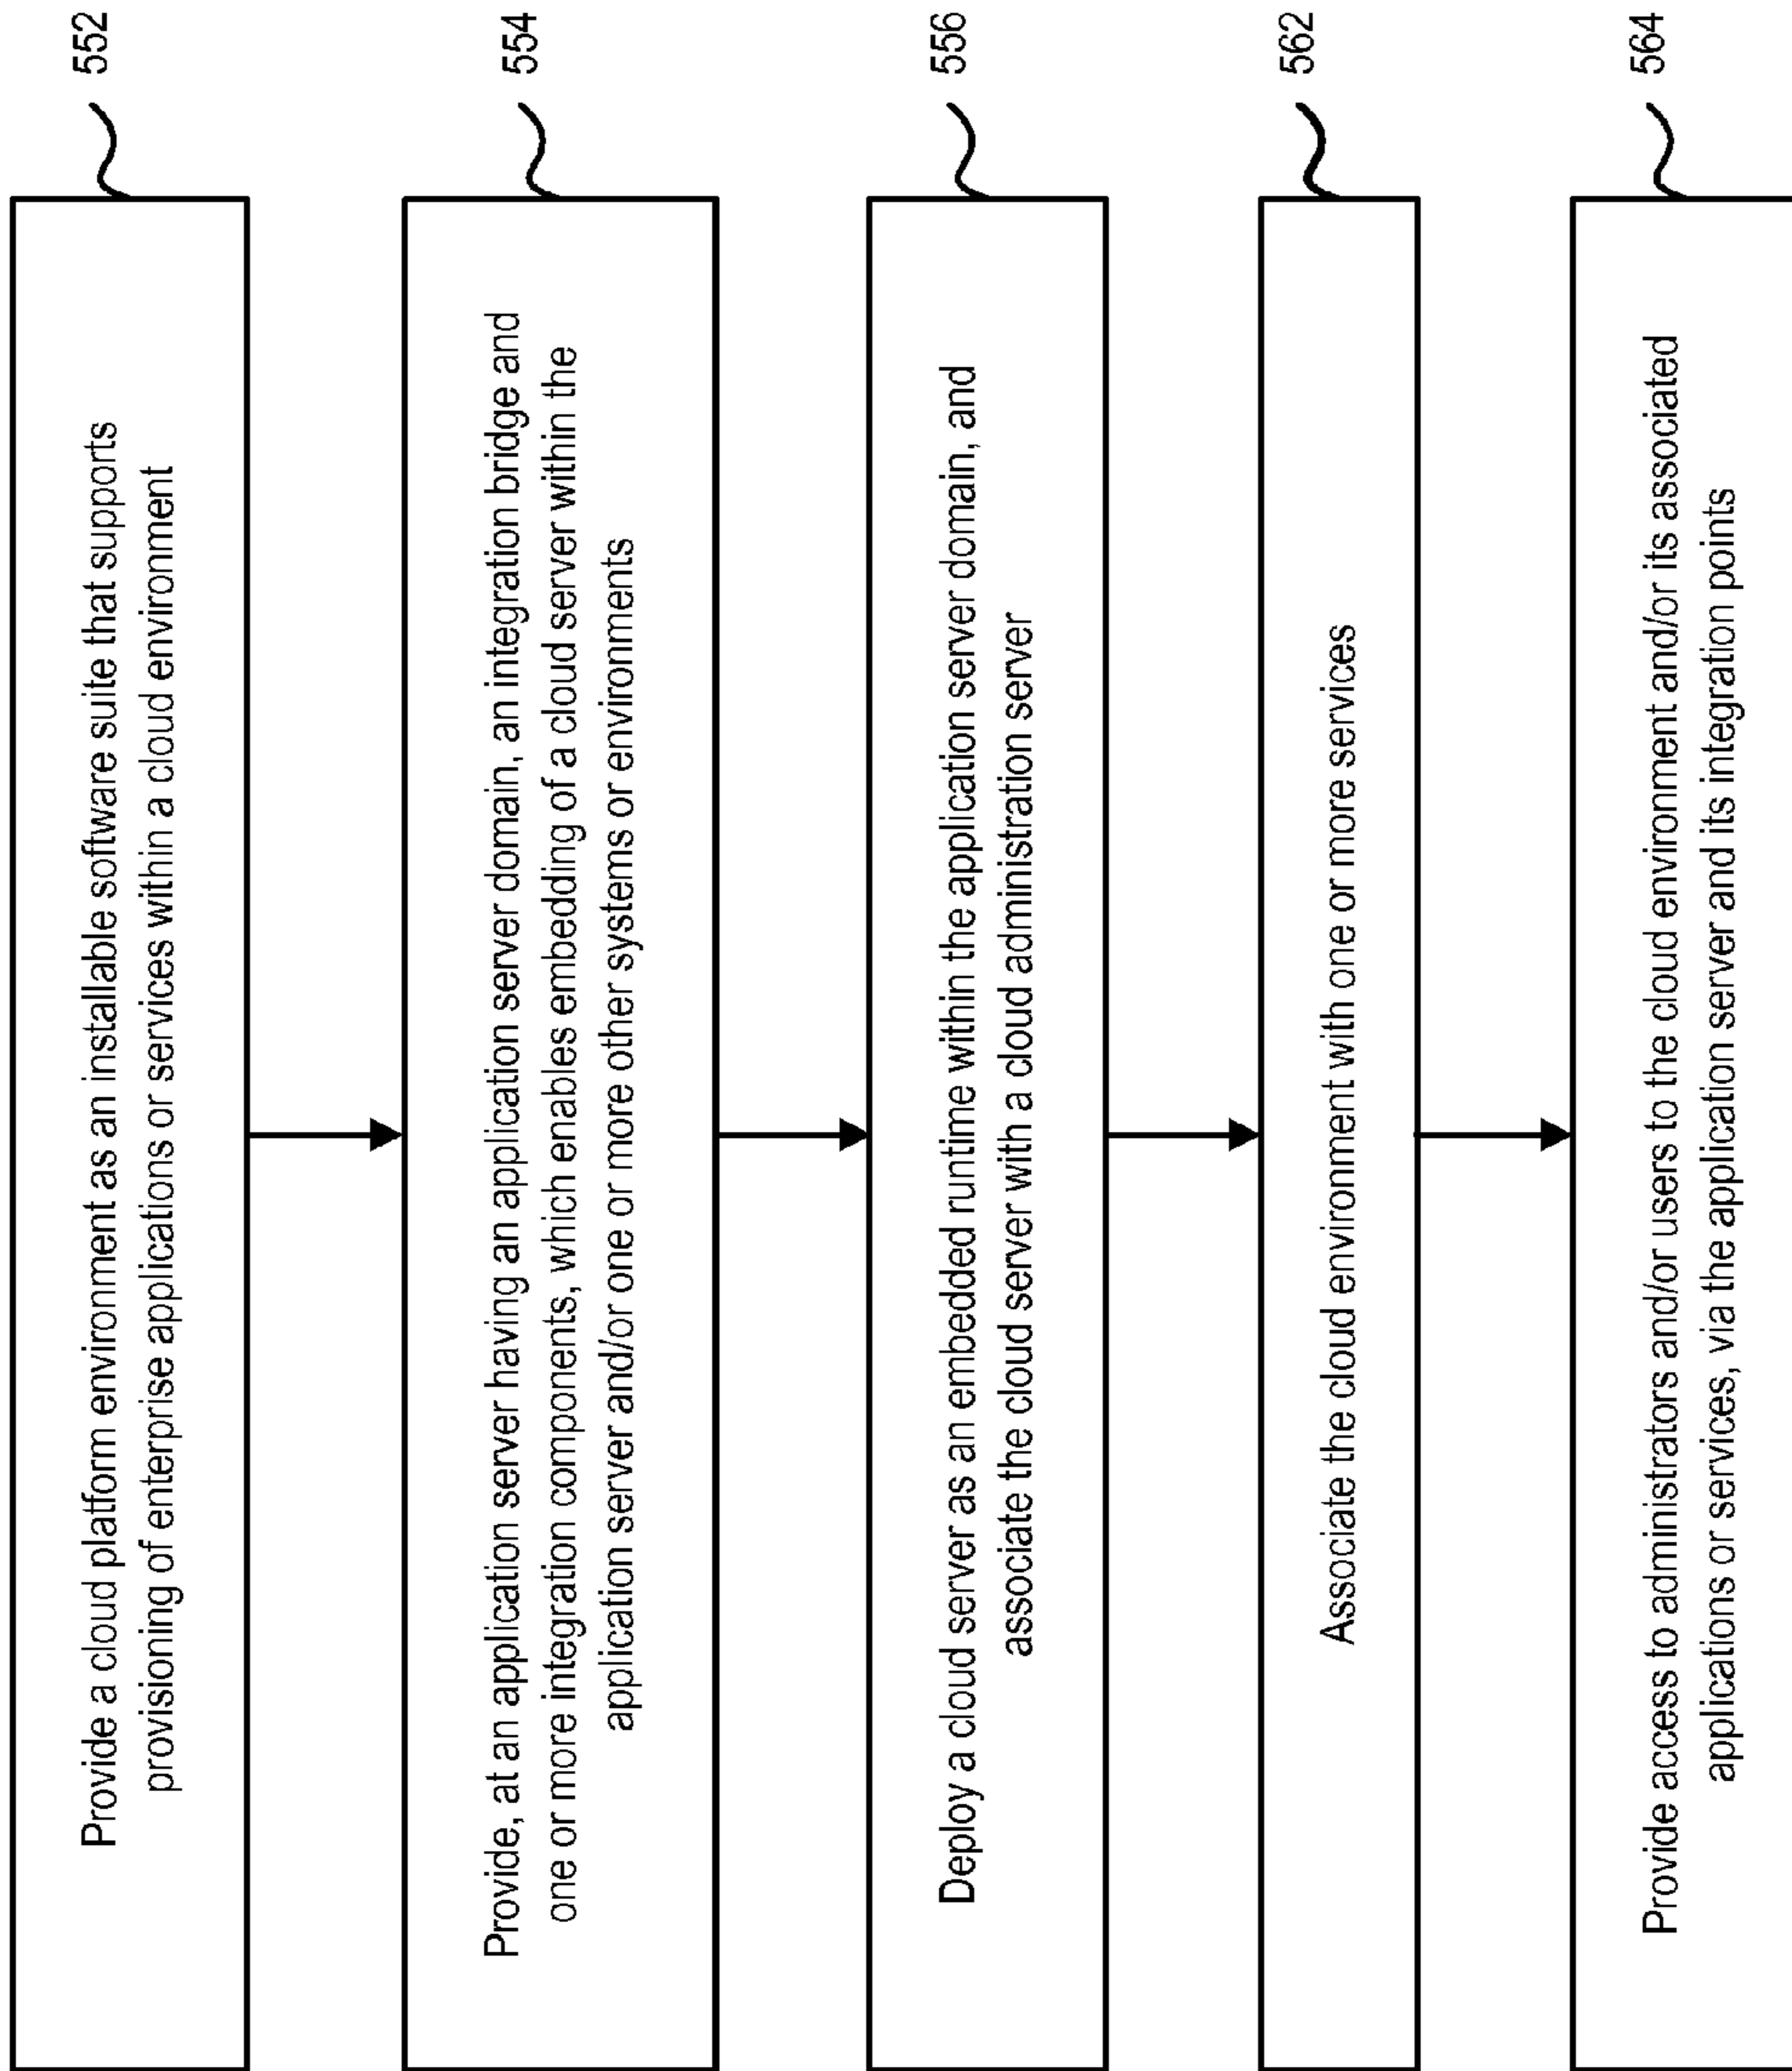 552
Provide a cloud platform environment as an installable software suite that supports
provisioning of enterprise applications or services within a cloud environment
554
Provide, at an application server having an application server domain, an integration bridge and
one or more integration components, which enables embedding of a cloud server within the
application server and/or one or more other systems or environments
556
Deploy a cloud server as an embedded runtime within the application server domain, and
associate the cloud server with a cloud administration server
562
Associate the cloud environment with one or more services
564
Provide access to administrators and/or users to the cloud environment and/or its associated
applications or services, via the application server and its integration points